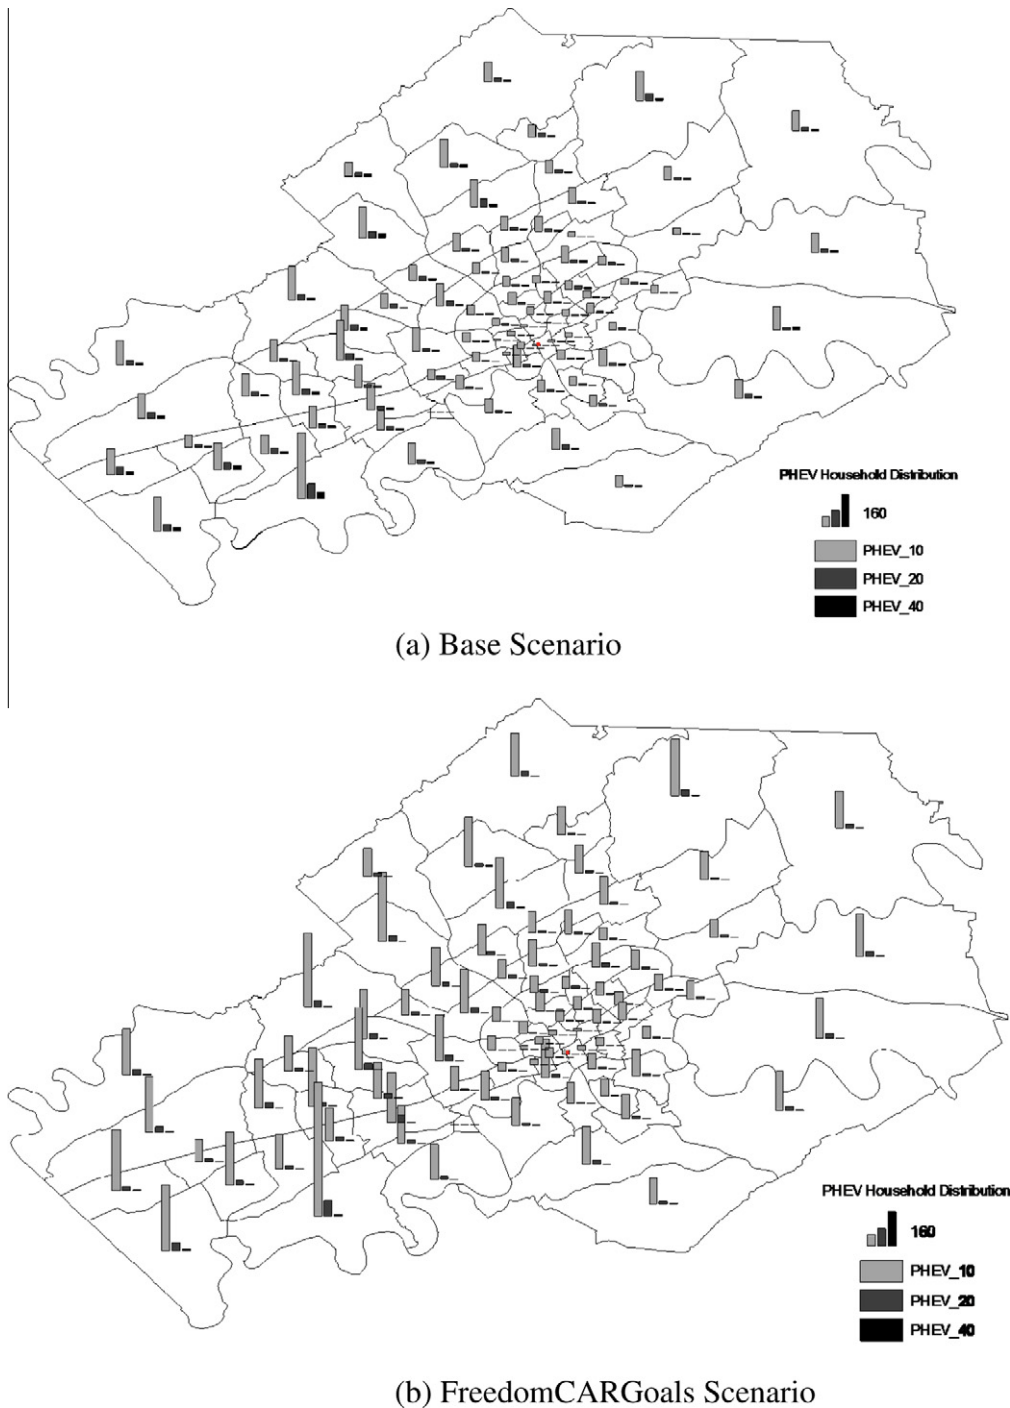 PHEV Household Distribution
160
PHEV_10
PHEV_20
PHEV_40
(a) Base Scenario
PHEV Household Distribution
160
PHEV_10
PHEV_20
PHEV_40
(b) FreedomCARGoals Scenario